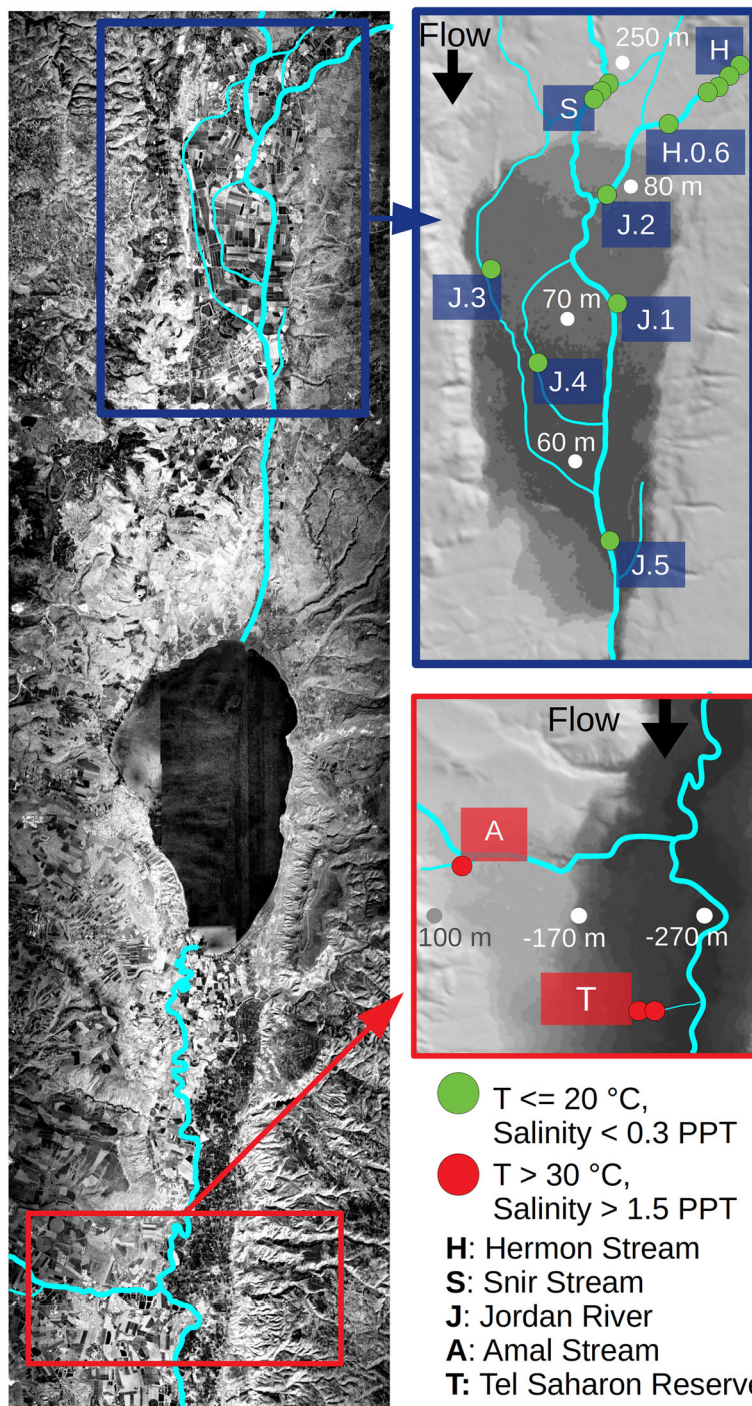 Flow
250 m
H
S
H.0.6
80 m
J.2
J.3
70 m
J.1
J.4
60 m
J.5
Flow
A
100 m
-170 m
-270 m
T
T <= 20 °C,
Salinity < 0.3 PPT
T > 30 °C,
Salinity > 1.5 PPT
H: Hermon Stream
S: Snir Stream
J: Jordan River
A: Amal Stream
T: Tel Saharon Reserve